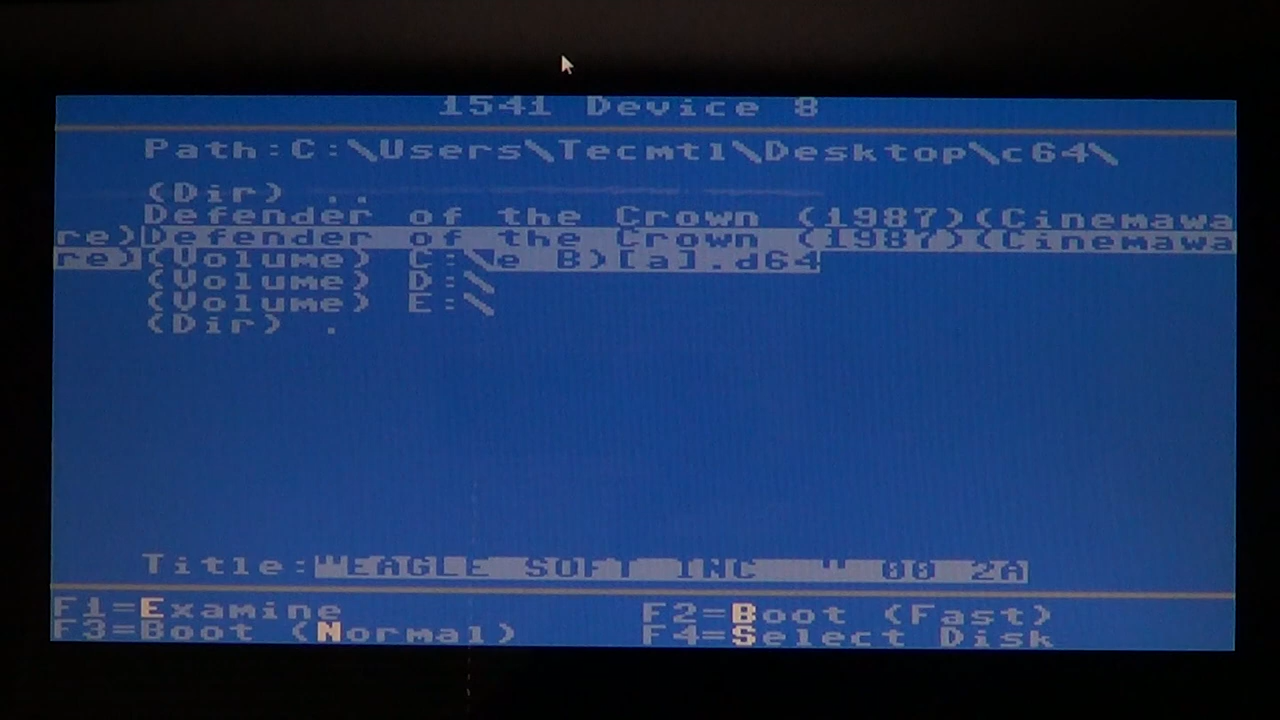 1541 Device 8
Path:C:\Users\Tecmtl\Desktop\c64\
(Dir) ..
Defender of the Crown (1987)(Cinemawa
re)Defender of the Crown (1987)(Cinemawa
re)(Volume) C:\e B)[a].d64
(Volume) D:\
(Volume) E:\
(Dir) .
Title:"EAGLE SOFT INC  " 00 2A
F1=Examine F2=Boot (Fast)
F3=Boot (Normal) F4=Select Disk